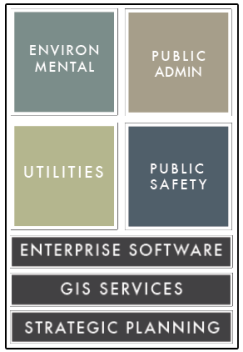 ENVIRON
MENTAL
PUBLIC
ADMIN
UTILITIES
PUBLIC
SAFETY
ENTERPRISE SOFTWARE
GIS SERVICES
STRATEGIC PLANNING